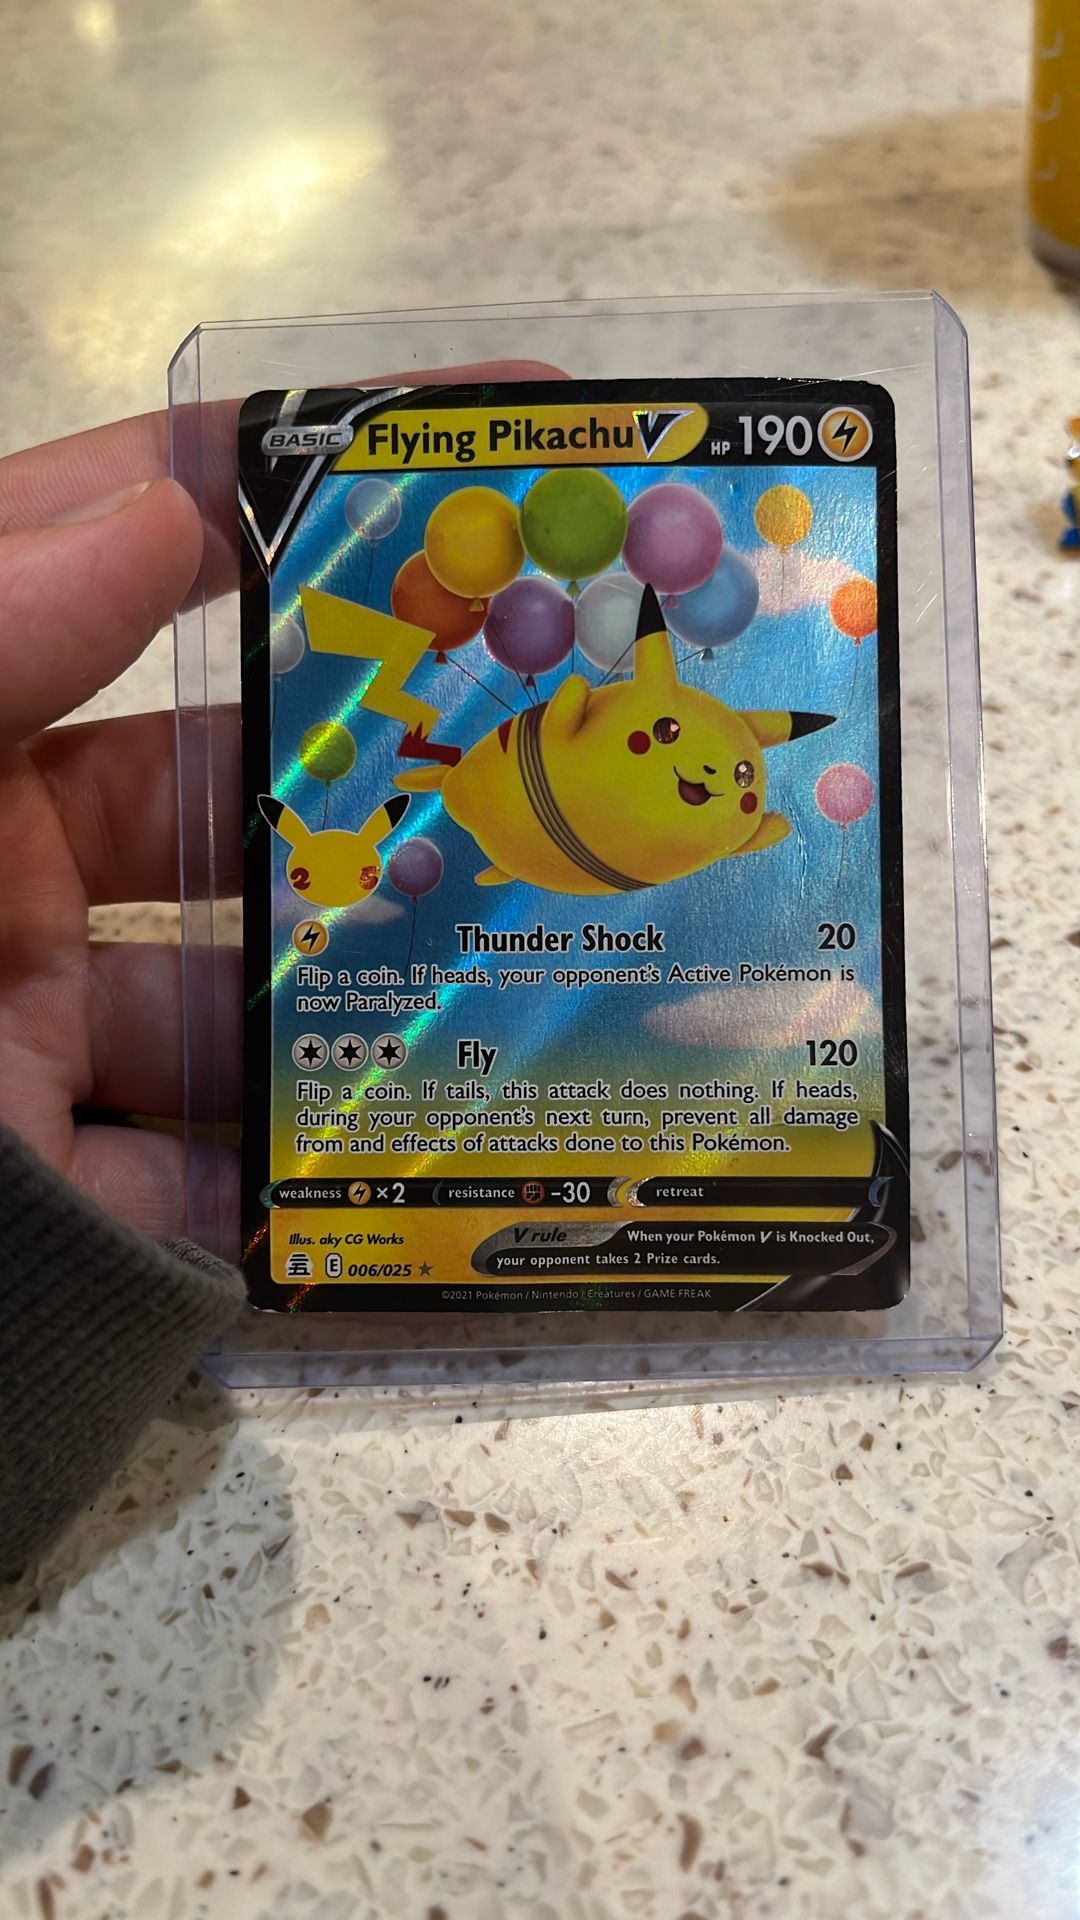 BASIC Flying Pikachu V HP 190
25
Thunder Shock 20
Flip a coin. If heads, your opponent's Active Pokémon is
now Paralyzed.
Fly 120
Flip a coin. If tails, this attack does nothing. If heads,
during your opponent's next turn, prevent all damage
from and effects of attacks done to this Pokémon.
weakness ×2 resistance -30 retreat
Illus. aky CG Works
V rule When your Pokémon V is Knocked Out,
your opponent takes 2 Prize cards.
E 006/025 ★
©2021 Pokémon / Nintendo / Creatures / GAME FREAK